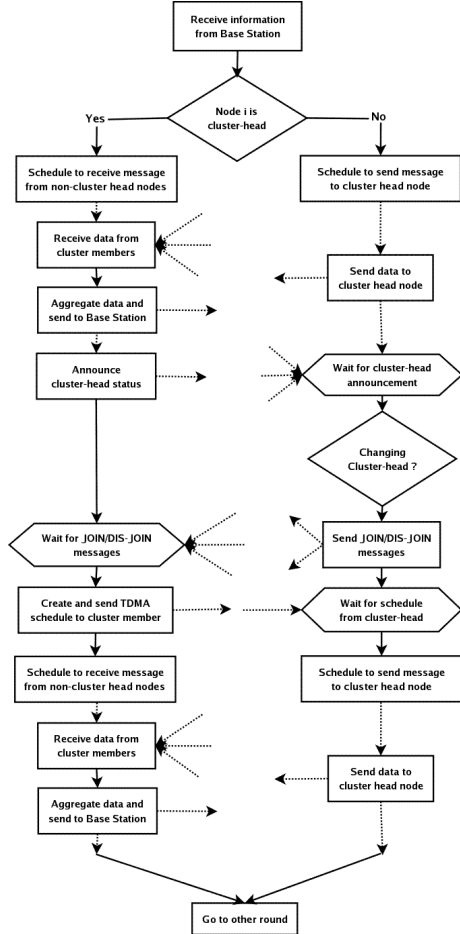 Receive information
from Base Station
Node i is
cluster-head
Yes
No
Schedule to receive message
from non-cluster head nodes
Schedule to send message
to cluster head node
Receive data from
cluster members
Send data to
cluster head node
Aggregate data and
send to Base Station
Announce
cluster-head status
Wait for cluster-head
announcement
Changing
Cluster-head ?
Wait for JOIN/DIS-JOIN
messages
Send JOIN/DIS-JOIN
messages
Create and send TDMA
schedule to cluster member
Wait for schedule
from cluster-head
Schedule to receive message
from non-cluster head nodes
Schedule to send message
to cluster head node
Receive data from
cluster members
Send data to
cluster head node
Aggregate data and
send to Base Station
Go to other round